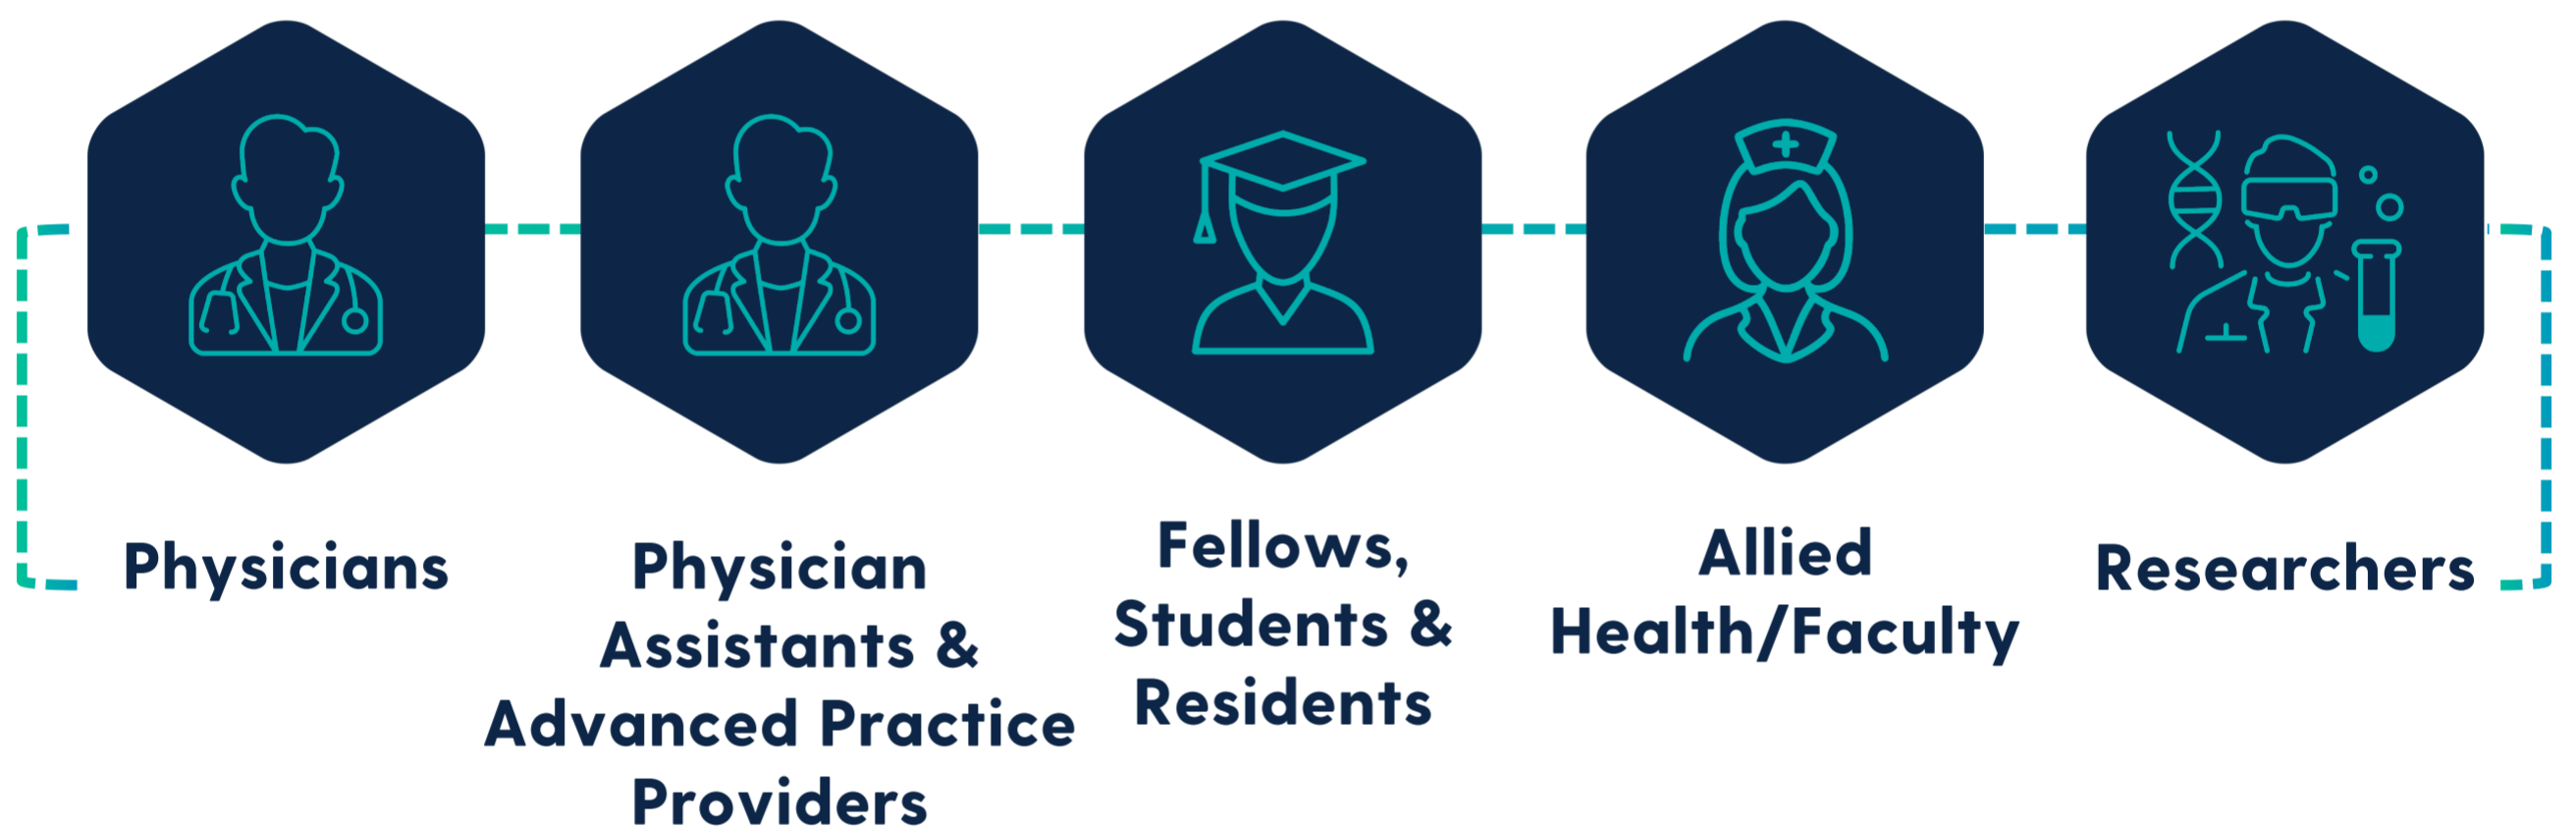 Physicians
Physician
Assistants &
Advanced Practice
Providers
Fellows,
Students &
Residents
Allied
Health/Faculty
Researchers